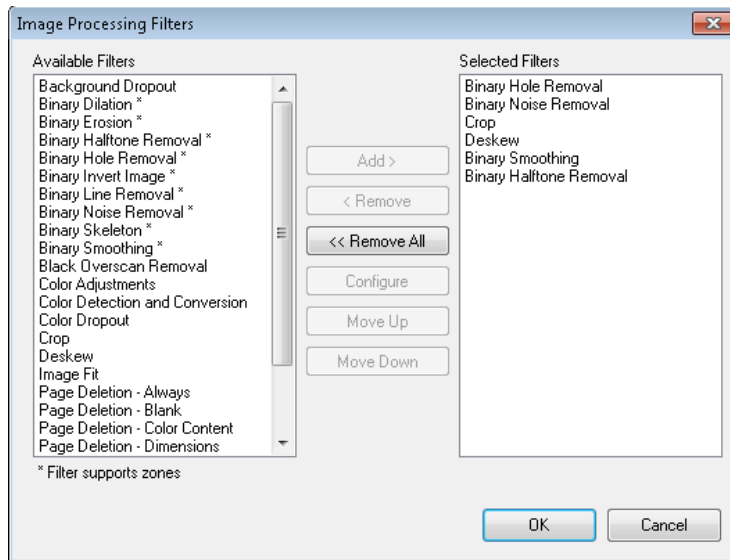 Image Processing Filters
Available Filters
Background Dropout
Binary Dilation *
Binary Erosion *
Binary Halftone Removal *
Binary Hole Removal *
Binary Invert Image *
Binary Line Removal *
Binary Noise Removal *
Binary Skeleton *
Binary Smoothing *
Black Overscan Removal
Color Adjustments
Color Detection and Conversion
Color Dropout
Crop
Deskew
Image Fit
Page Deletion - Always
Page Deletion - Blank
Page Deletion - Color Content
Page Deletion - Dimensions
* Filter supports zones
Add >
< Remove
<< Remove All
Configure
Move Up
Move Down
Selected Filters
Binary Hole Removal
Binary Noise Removal
Crop
Deskew
Binary Smoothing
Binary Halftone Removal
OK
Cancel